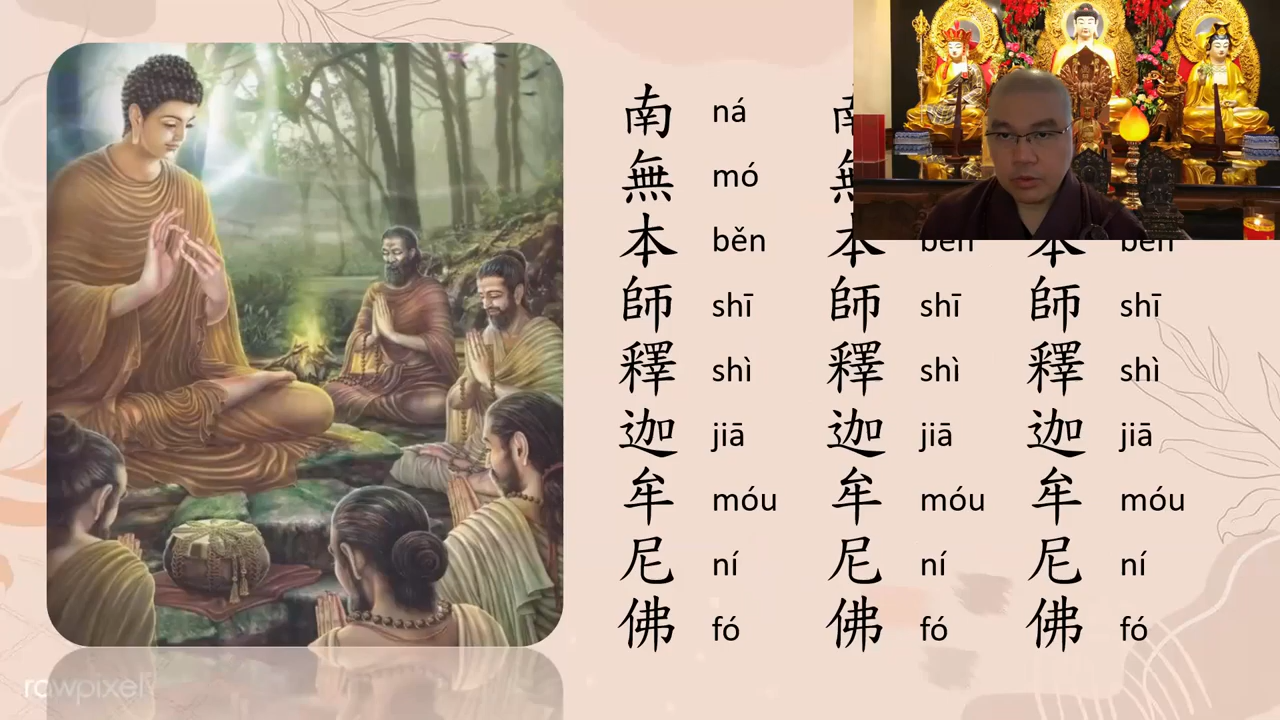 南 ná
無 mó
本 běn
師 shī
釋 shì
迦 jiā
牟 móu
尼 ní
佛 fó
本 běn
師 shī
釋 shì
迦 jiā
牟 móu
尼 ní
佛 fó
本 běn
師 shī
釋 shì
迦 jiā
牟 móu
尼 ní
佛 fó
rawpixel